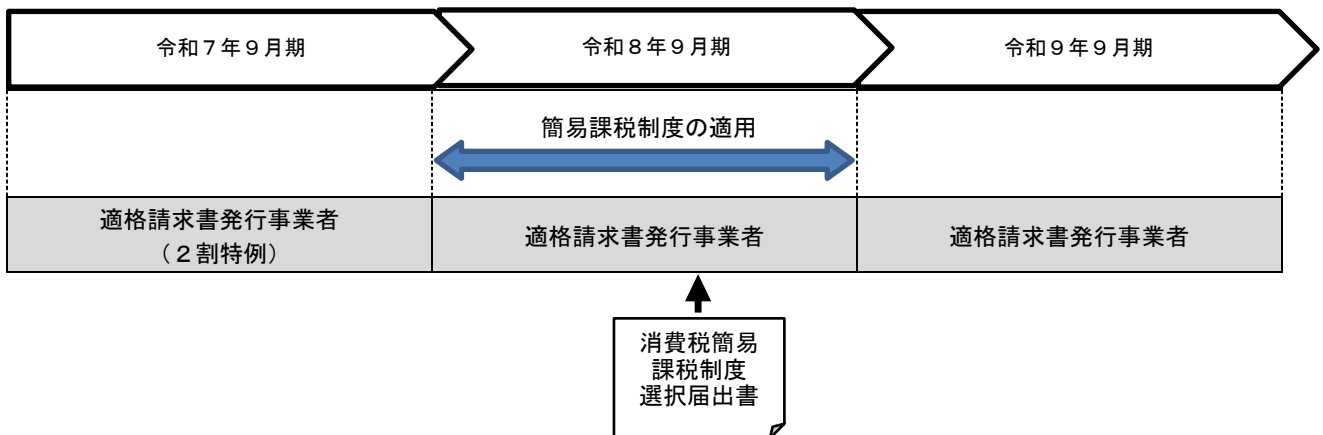 令和７年９月期
令和８年９月期
令和９年９月期
簡易課税制度の適用
適格請求書発行事業者
（２割特例）
適格請求書発行事業者
適格請求書発行事業者
消費税簡易
課税制度
選択届出書